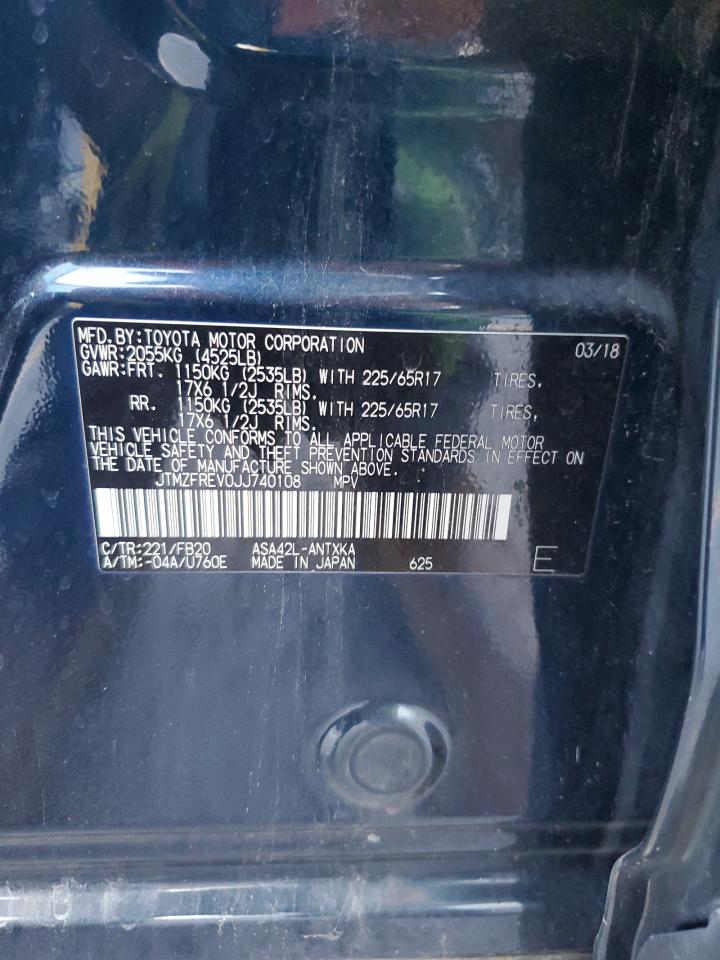 MFD.BY:TOYOTA MOTOR CORPORATION 03/18
GVWR:2055KG (4525LB)
GAWR:FRT. 1150KG (2535LB) WITH 225/65R17 TIRES,
17X6 1/2J RIMS.
RR. 1150KG (2535LB) WITH 225/65R17 TIRES,
17X6 1/2J RIMS.
THIS VEHICLE CONFORMS TO ALL APPLICABLE FEDERAL MOTOR
VEHICLE SAFETY AND THEFT PREVENTION STANDARDS IN EFFECT ON
THE DATE OF MANUFACTURE SHOWN ABOVE.
JTMZFREV0JJ740108 MPV
C/TR:221/FB20 ASA42L-ANTXKA
A/TM:-04A/U760E MADE IN JAPAN 625 E